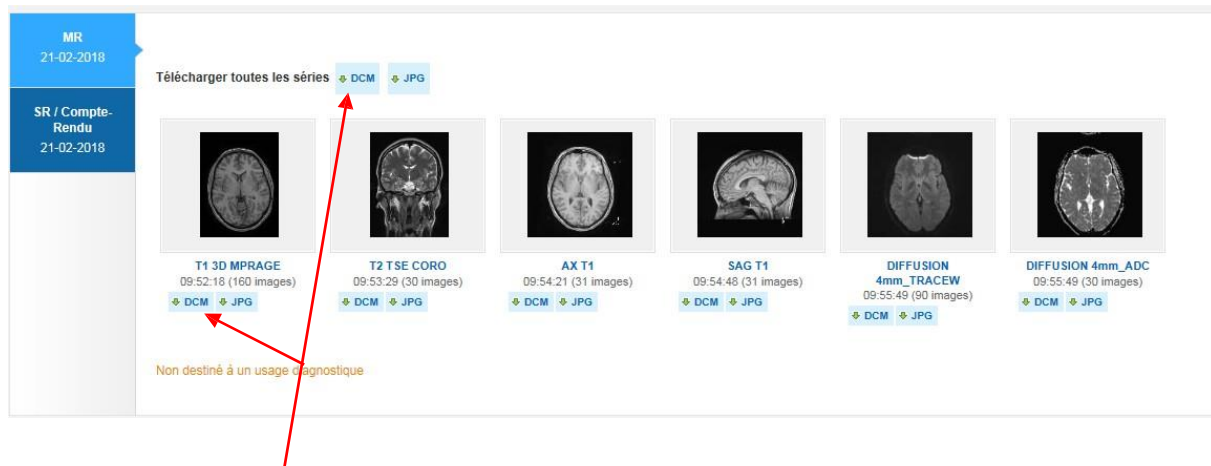 MR
21-02-2018
SR / Compte-
Rendu
21-02-2018
Télécharger toutes les séries DCM JPG
T1 3D MPRAGE
09:52:18 (160 images)
DCM JPG
T2 TSE CORO
09:53:29 (30 images)
DCM JPG
AX T1
09:54:21 (31 images)
DCM JPG
SAG T1
09:54:48 (31 images)
DCM JPG
DIFFUSION
4mm_TRACEW
09:55:49 (90 images)
DCM JPG
DIFFUSION 4mm_ADC
09:55:49 (30 images)
DCM JPG
Non destiné á un usage diagnostique